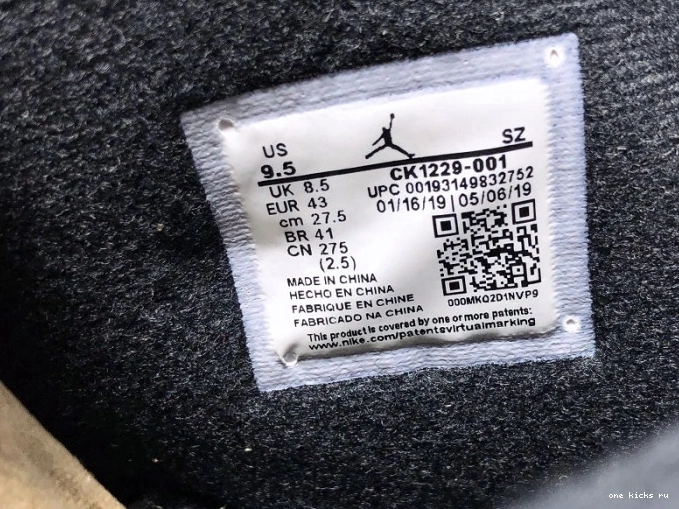 US SZ
9.5
CK1229-001
UK 8.5
UPC 00193149832752
EUR 43
01/16/19 | 05/06/19
cm 27.5
BR 41
CN 275
(2.5)
MADE IN CHINA
HECHO EN CHINA
FABRIQUE EN CHINE
FABRICADO NA CHINA
000MKQ2D1NVP9
This product is covered by one or more patents:
www.nike.com/patentsvirtualmarking
one kicks ru